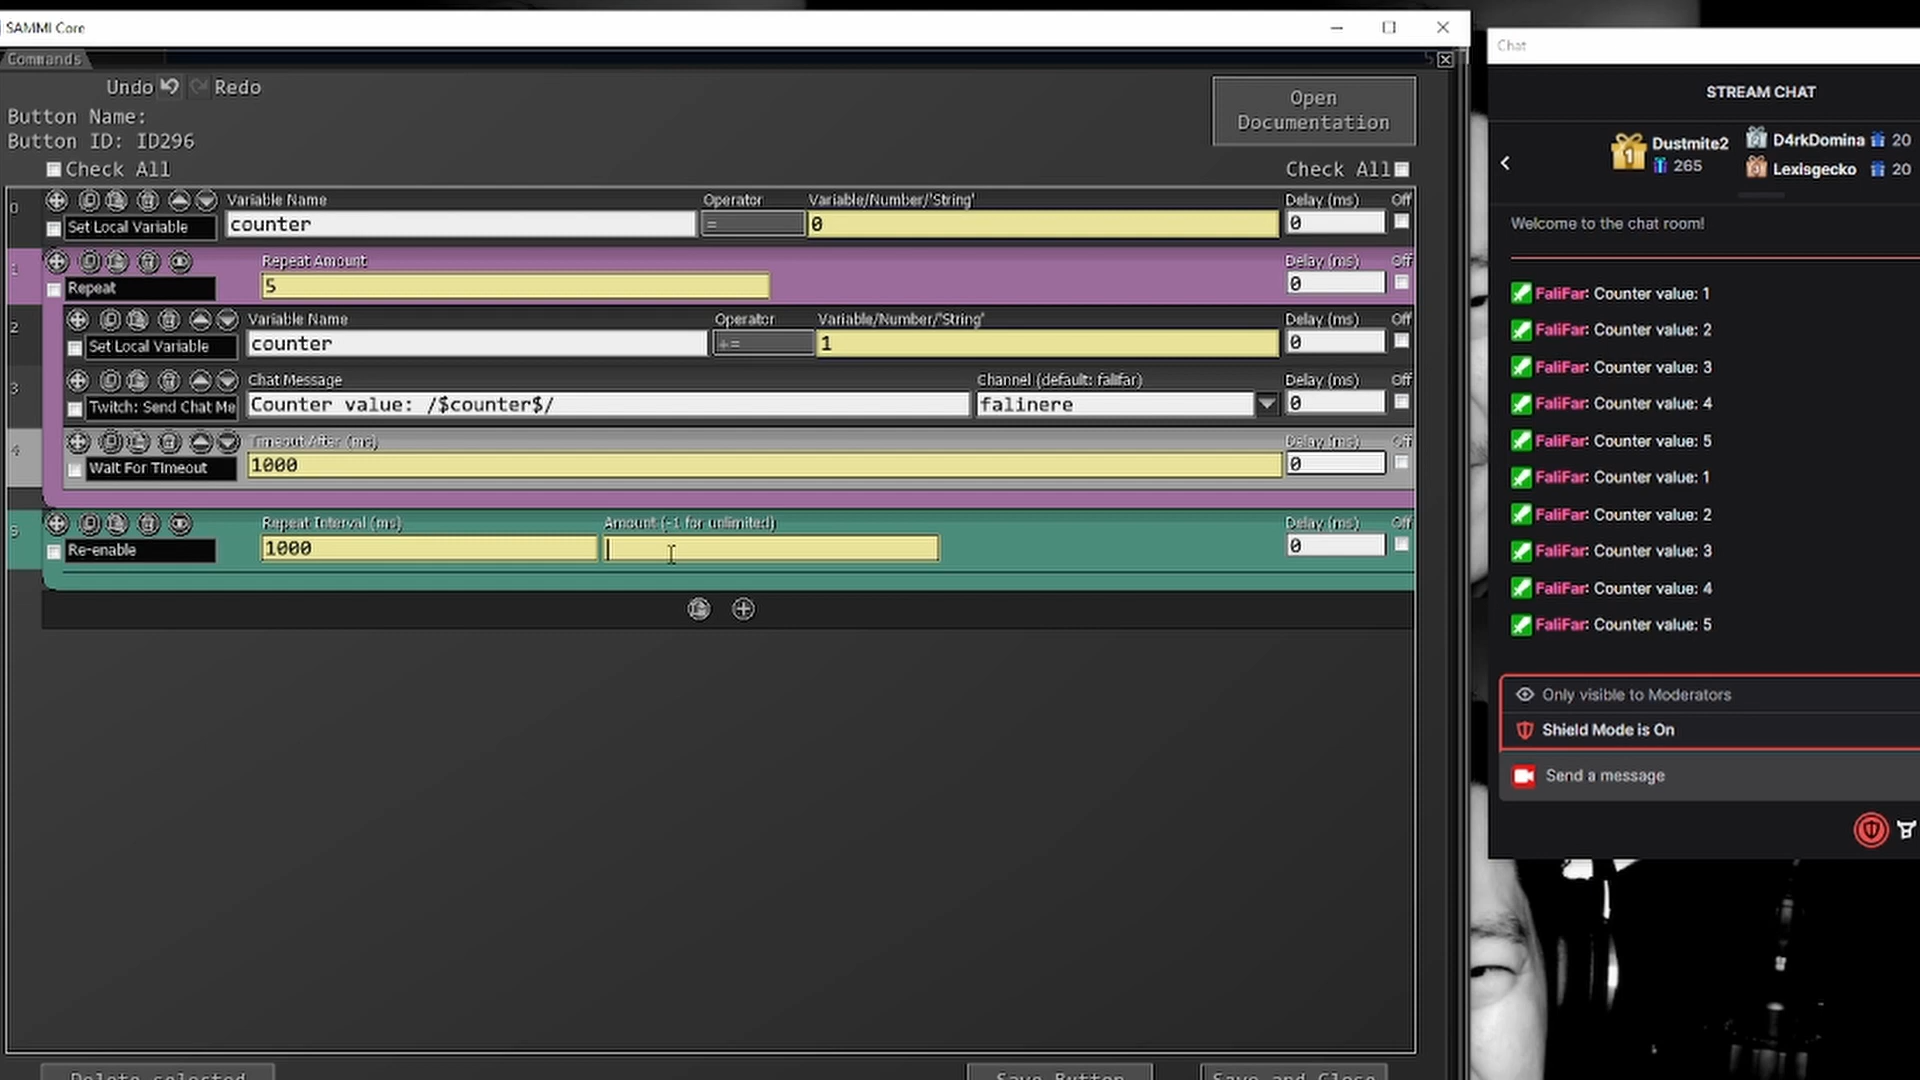 SAMMI Core
Commands
Undo Redo
Open
Documentation
Button Name:
Button ID: ID296
Check All Check All
0 Variable Name Operator Variable/Number/'String' Delay (ms) Off
Set Local Variable counter = 0 0
1 Repeat Amount Delay (ms) Off
Repeat 5 0
2 Variable Name Operator Variable/Number/'String' Delay (ms) Off
Set Local Variable counter += 1 0
3 Chat Message Channel (default: falifar) Delay (ms) Off
Twitch: Send Chat Me Counter value: /$counter$/ falinere 0
4 Timeout After (ms) Delay (ms) Off
Wait For Timeout 1000 0
5 Repeat Interval (ms) Amount (-1 for unlimited) Delay (ms) Off
Re-enable 1000 0
Delete selected Save Button Save and Close
Chat
STREAM CHAT
1 Dustmite2 265
2 D4rkDomina 20
3 Lexisgecko 20
Welcome to the chat room!
FaliFar: Counter value: 1
FaliFar: Counter value: 2
FaliFar: Counter value: 3
FaliFar: Counter value: 4
FaliFar: Counter value: 5
FaliFar: Counter value: 1
FaliFar: Counter value: 2
FaliFar: Counter value: 3
FaliFar: Counter value: 4
FaliFar: Counter value: 5
Only visible to Moderators
Shield Mode is On
Send a message